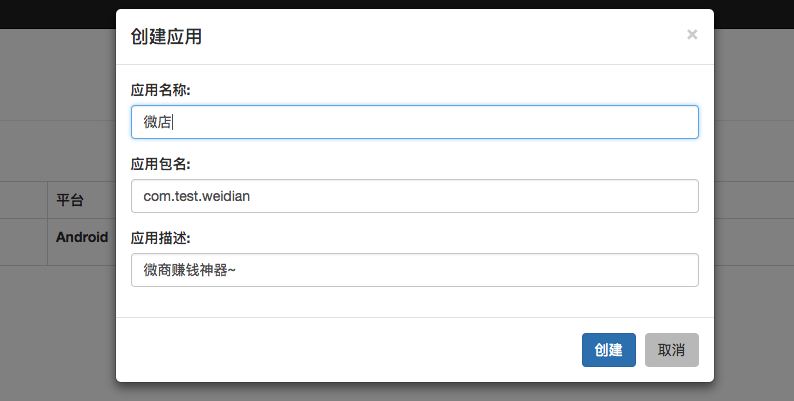 创建应用
×
应用名称:
微店
应用包名:
com.test.weidian
应用描述:
微商赚钱神器~
平台
Android
创建 取消